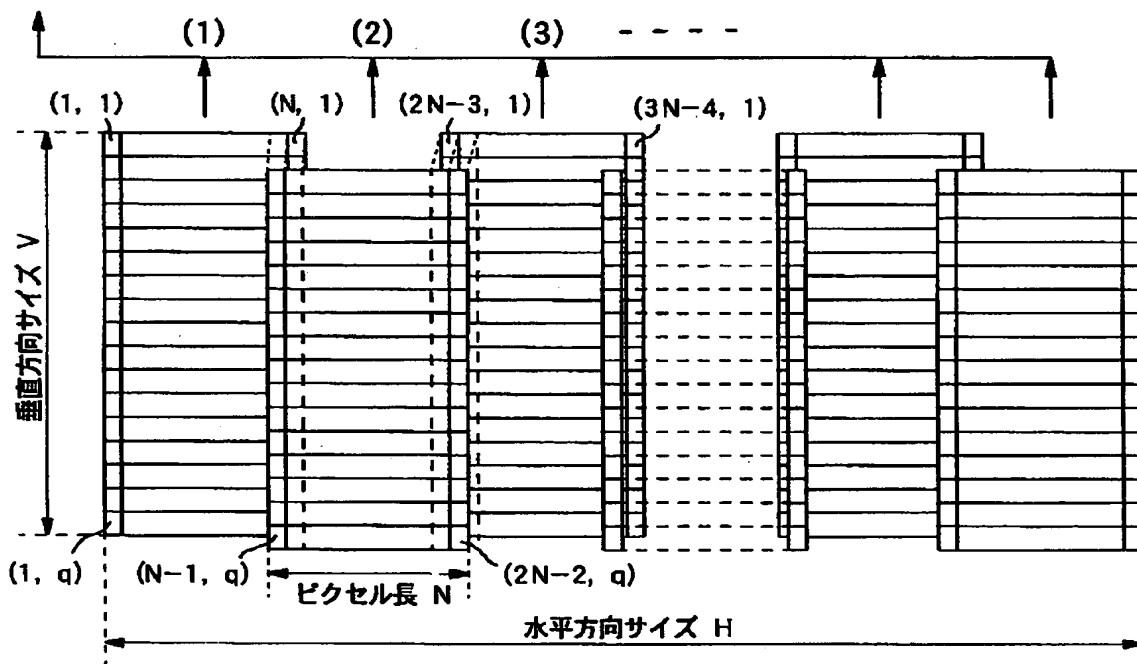 (1) (2) (3) - - - -
(1, 1) (N, 1) (2N-3, 1) (3N-4, 1)
垂直方向サイズ V
(1, q) (N-1, q) (2N-2, q)
ピクセル長 N
水平方向サイズ H